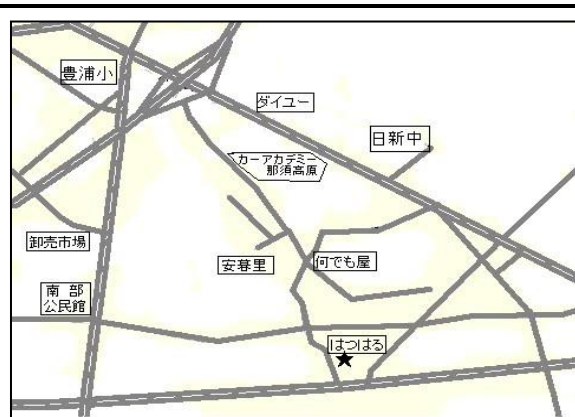 豊浦小
ダイユー
日新中
カーアカデミー
那須高原
卸売市場
安暮里
何でも屋
南部
公民館
はつはる